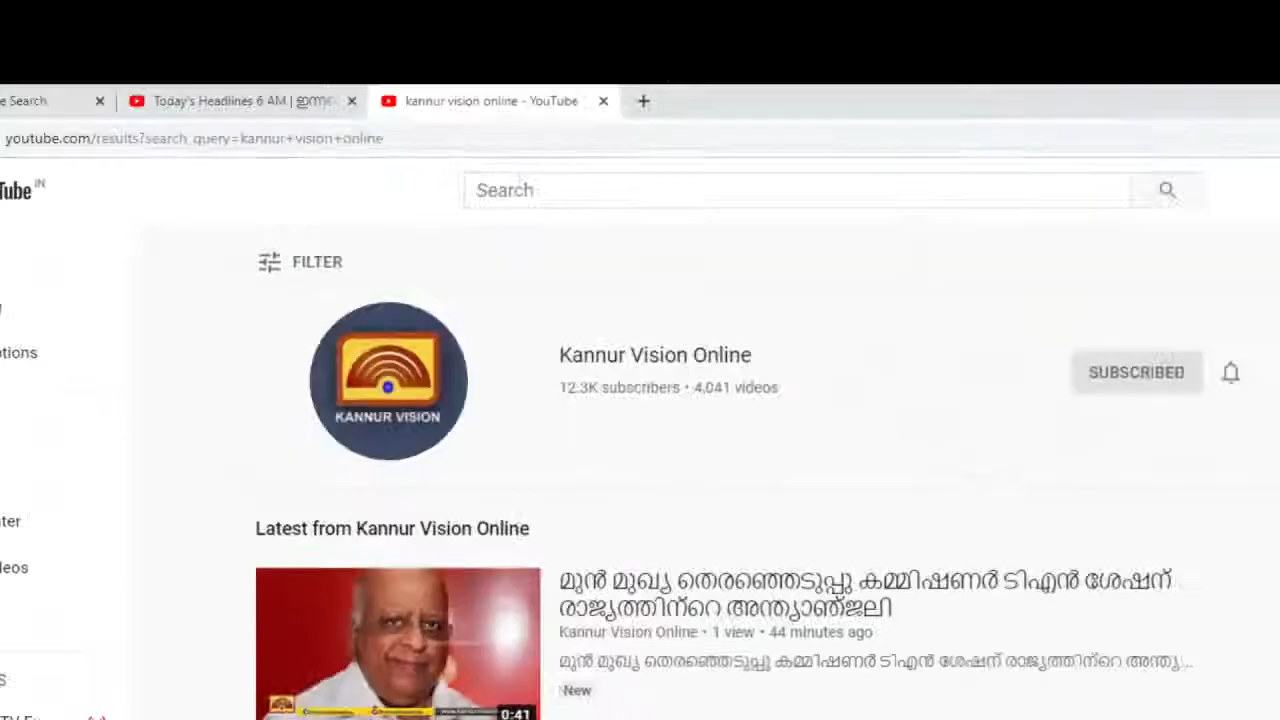 e Search
Today's Headlines 6 AM |
kannur vision online - YouTube
youtube.com/results?search_query=kannur+vision+online
Tube IN
Search
FILTER
KANNUR VISION
Kannur Vision Online
12.3K subscribers • 4,041 videos
SUBSCRIBED
otions
ter
leos
Latest from Kannur Vision Online
മുൻ മുഖ്യ തെരഞ്ഞെടുപ്പു കമ്മിഷണർ ടിഎൻ ശേഷന്
രാജ്യത്തിന്റെ അന്ത്യാഞ്ജലി
Kannur Vision Online • 1 view • 44 minutes ago
മുൻ മുഖ്യ തെരഞ്ഞെടുപ്പു കമ്മിഷണർ ടിഎൻ ശേഷന് രാജ്യത്തിന്റെ അന്ത്യ...
New
0:41
S